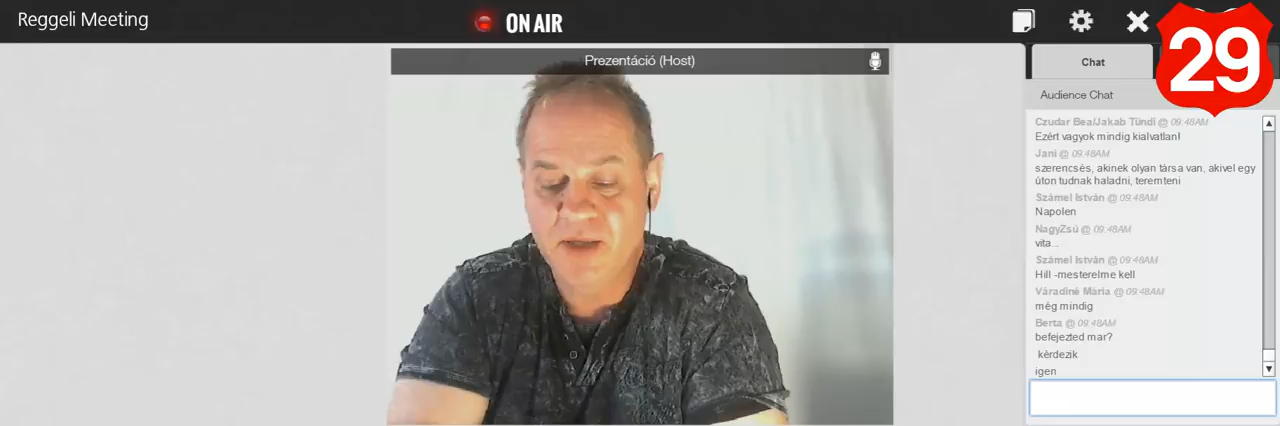 Reggeli Meeting
ON AIR
29
Prezentáció (Host)
Chat
Audience Chat
Czudar Bea/Jakab Tündi @ 09:48AM
Ezért vagyok mindig kialvatlan!
Jani @ 09:48AM
szerencsés, akinek olyan társa van, akivel egy
úton tudnak haladni, teremteni
Számel István @ 09:48AM
Napolen
NagyZsú @ 09:48AM
vita...
Számel István @ 09:48AM
Hill -mesterelme kell
Váradiné Mária @ 09:48AM
még mindig
Berta @ 09:48AM
befejezted mar?
kèrdezik
igen